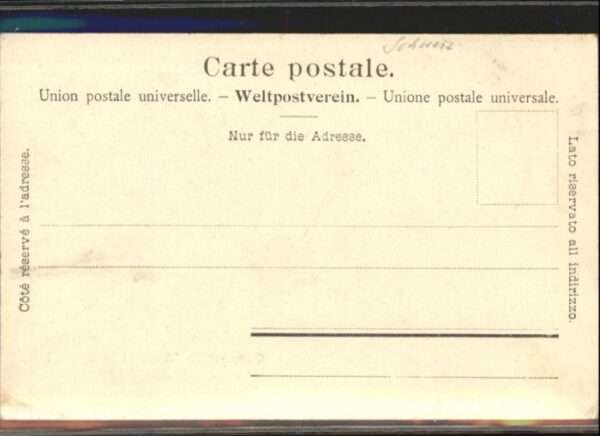 Schweiz
Carte postale.
Union postale universelle. – Weltpostverein. – Unione postale universale.
Nur für die Adresse.
Côté réservé à l'adresse.
Lato riservato all indirizzo.